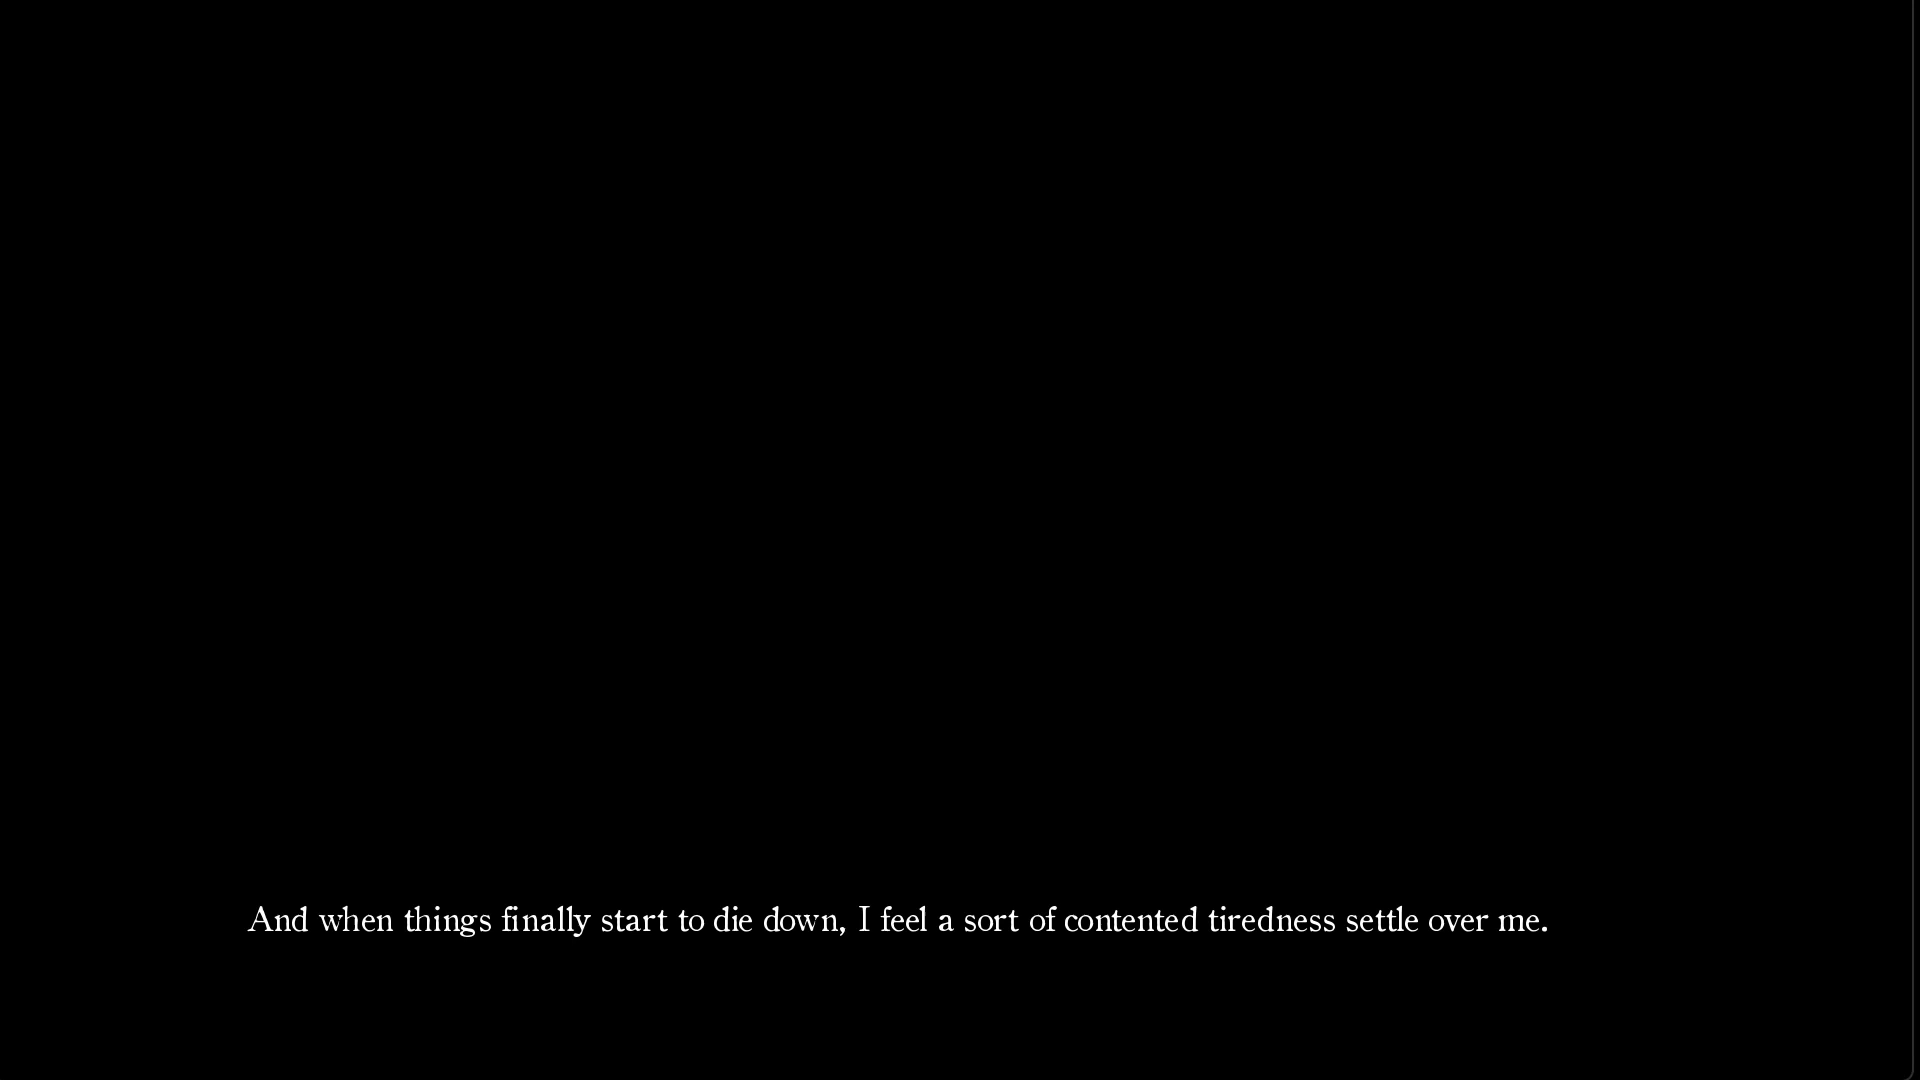 And when things finally start to die down, I feel a sort of contented tiredness settle over me.